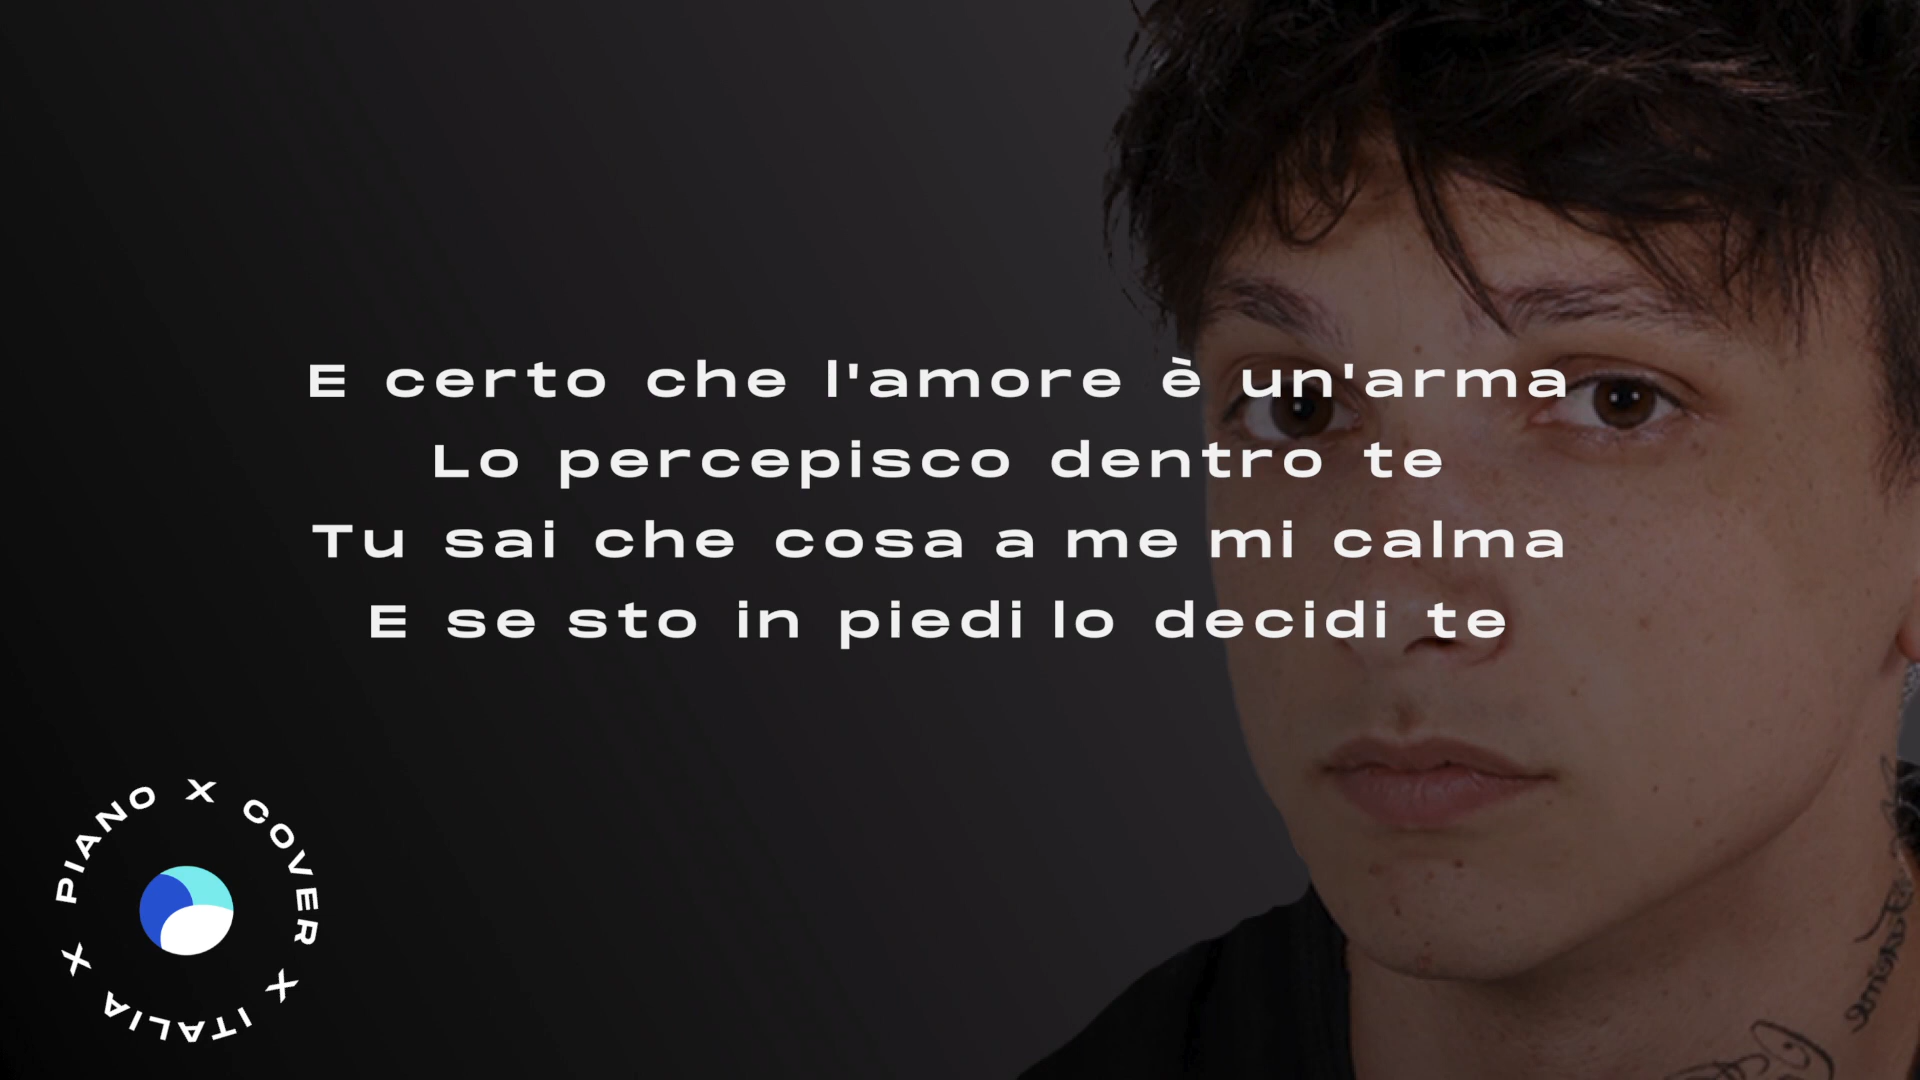 E certo che l'amore è un'arma
Lo percepisco dentro te
Tu sai che cosa a me mi calma
E se sto in piedi lo decidi te
PIANO X COVER X ITALIA X